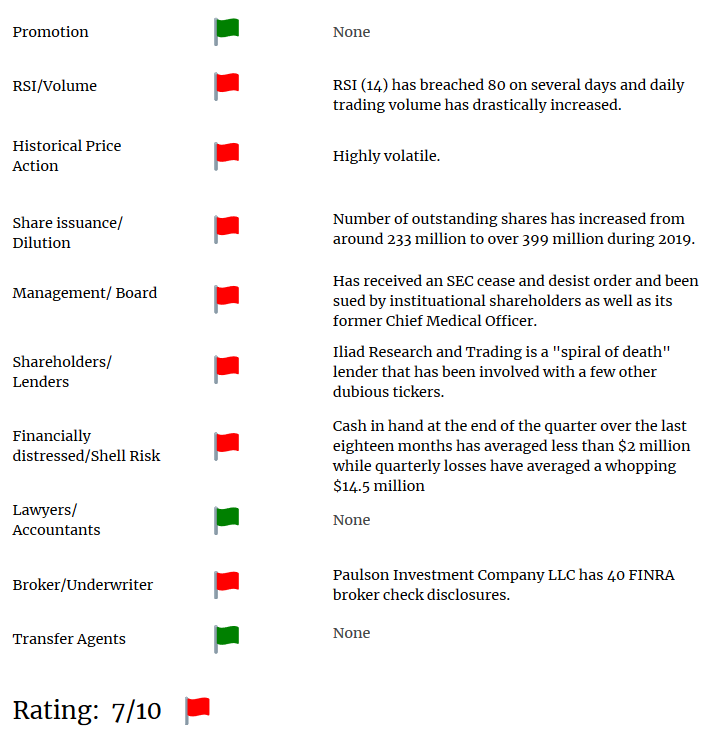 Promotion
None
RSI/Volume
RSI (14) has breached 80 on several days and daily
trading volume has drastically increased.
Historical Price
Action
Highly volatile.
Share issuance/
Dilution
Number of outstanding shares has increased from
around 233 million to over 399 million during 2019.
Management/ Board
Has received an SEC cease and desist order and been
sued by instituational shareholders as well as its
former Chief Medical Officer.
Shareholders/
Lenders
Iliad Research and Trading is a "spiral of death"
lender that has been involved with a few other
dubious tickers.
Financially
distressed/Shell Risk
Cash in hand at the end of the quarter over the last
eighteen months has averaged less than $2 million
while quarterly losses have averaged a whopping
$14.5 million
Lawyers/
Accountants
None
Broker/Underwriter
Paulson Investment Company LLC has 40 FINRA
broker check disclosures.
Transfer Agents
None
Rating: 7/10